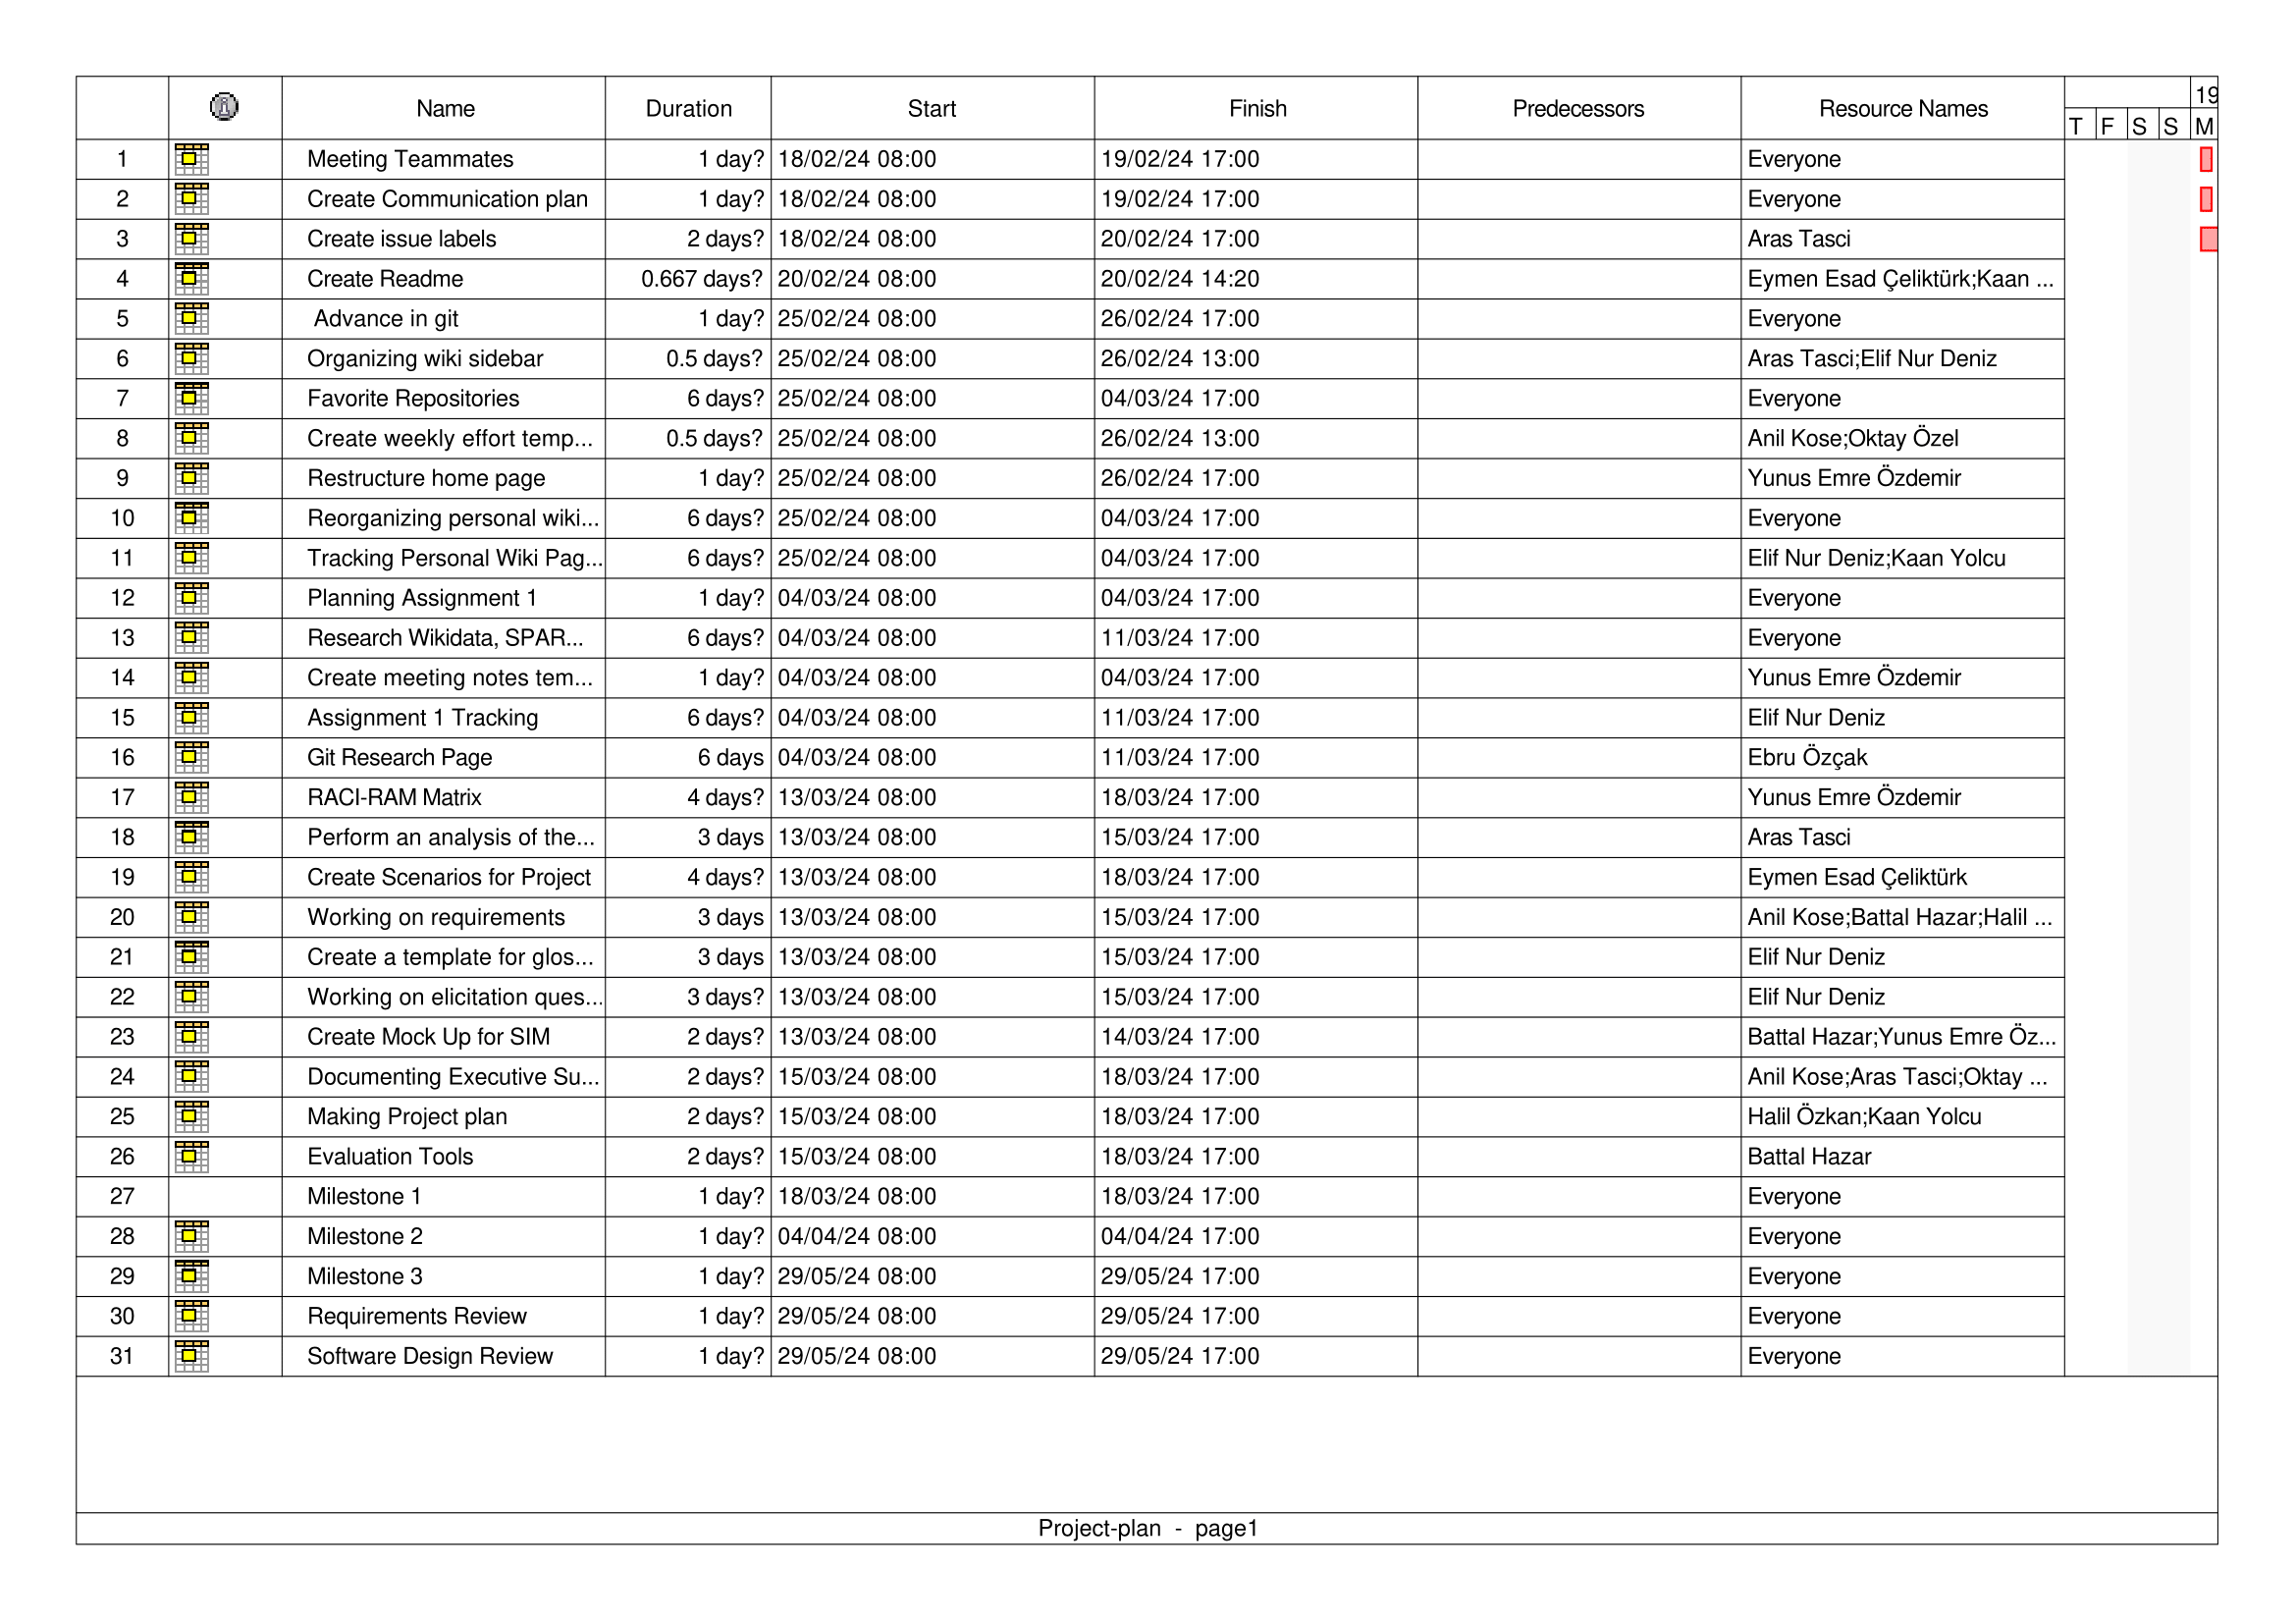 Name Duration Start Finish Predecessors Resource Names 19
T F S S M
1 Meeting Teammates 1 day? 18/02/24 08:00 19/02/24 17:00 Everyone
2 Create Communication plan 1 day? 18/02/24 08:00 19/02/24 17:00 Everyone
3 Create issue labels 2 days? 18/02/24 08:00 20/02/24 17:00 Aras Tasci
4 Create Readme 0.667 days? 20/02/24 08:00 20/02/24 14:20 Eymen Esad Çeliktürk;Kaan ...
5 Advance in git 1 day? 25/02/24 08:00 26/02/24 17:00 Everyone
6 Organizing wiki sidebar 0.5 days? 25/02/24 08:00 26/02/24 13:00 Aras Tasci;Elif Nur Deniz
7 Favorite Repositories 6 days? 25/02/24 08:00 04/03/24 17:00 Everyone
8 Create weekly effort temp... 0.5 days? 25/02/24 08:00 26/02/24 13:00 Anil Kose;Oktay Özel
9 Restructure home page 1 day? 25/02/24 08:00 26/02/24 17:00 Yunus Emre Özdemir
10 Reorganizing personal wiki... 6 days? 25/02/24 08:00 04/03/24 17:00 Everyone
11 Tracking Personal Wiki Pag... 6 days? 25/02/24 08:00 04/03/24 17:00 Elif Nur Deniz;Kaan Yolcu
12 Planning Assignment 1 1 day? 04/03/24 08:00 04/03/24 17:00 Everyone
13 Research Wikidata, SPAR... 6 days? 04/03/24 08:00 11/03/24 17:00 Everyone
14 Create meeting notes tem... 1 day? 04/03/24 08:00 04/03/24 17:00 Yunus Emre Özdemir
15 Assignment 1 Tracking 6 days? 04/03/24 08:00 11/03/24 17:00 Elif Nur Deniz
16 Git Research Page 6 days 04/03/24 08:00 11/03/24 17:00 Ebru Özçak
17 RACI-RAM Matrix 4 days? 13/03/24 08:00 18/03/24 17:00 Yunus Emre Özdemir
18 Perform an analysis of the... 3 days 13/03/24 08:00 15/03/24 17:00 Aras Tasci
19 Create Scenarios for Project 4 days? 13/03/24 08:00 18/03/24 17:00 Eymen Esad Çeliktürk
20 Working on requirements 3 days 13/03/24 08:00 15/03/24 17:00 Anil Kose;Battal Hazar;Halil ...
21 Create a template for glos... 3 days 13/03/24 08:00 15/03/24 17:00 Elif Nur Deniz
22 Working on elicitation ques... 3 days? 13/03/24 08:00 15/03/24 17:00 Elif Nur Deniz
23 Create Mock Up for SIM 2 days? 13/03/24 08:00 14/03/24 17:00 Battal Hazar;Yunus Emre Öz...
24 Documenting Executive Su... 2 days? 15/03/24 08:00 18/03/24 17:00 Anil Kose;Aras Tasci;Oktay ...
25 Making Project plan 2 days? 15/03/24 08:00 18/03/24 17:00 Halil Özkan;Kaan Yolcu
26 Evaluation Tools 2 days? 15/03/24 08:00 18/03/24 17:00 Battal Hazar
27 Milestone 1 1 day? 18/03/24 08:00 18/03/24 17:00 Everyone
28 Milestone 2 1 day? 04/04/24 08:00 04/04/24 17:00 Everyone
29 Milestone 3 1 day? 29/05/24 08:00 29/05/24 17:00 Everyone
30 Requirements Review 1 day? 29/05/24 08:00 29/05/24 17:00 Everyone
31 Software Design Review 1 day? 29/05/24 08:00 29/05/24 17:00 Everyone
Project-plan - page1